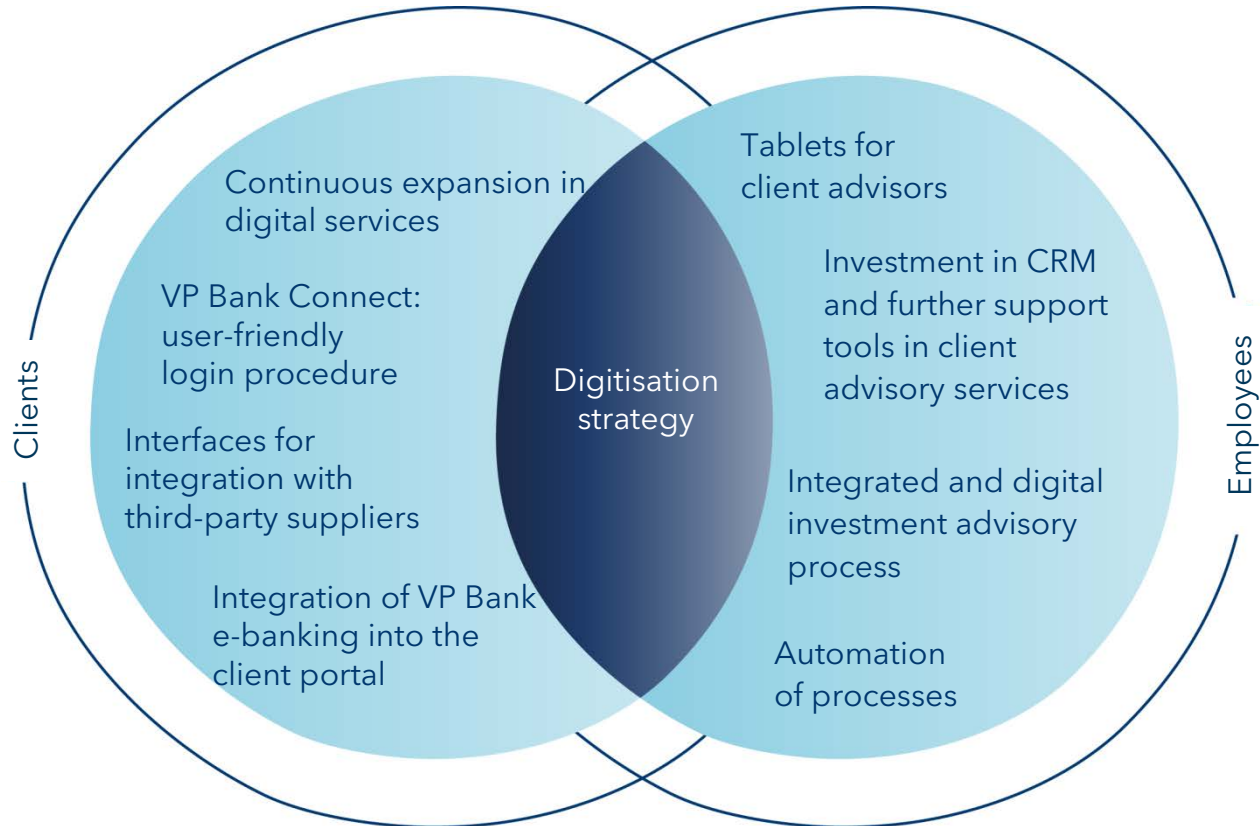 Clients
Continuous expansion in
digital services
VP Bank Connect:
user-friendly
login procedure
Interfaces for
integration with
third-party suppliers
Integration of VP Bank
e-banking into the
client portal
Digitisation
strategy
Tablets for
client advisors
Investment in CRM
and further support
tools in client
advisory services
Integrated and digital
investment advisory
process
Automation
of processes
Employees